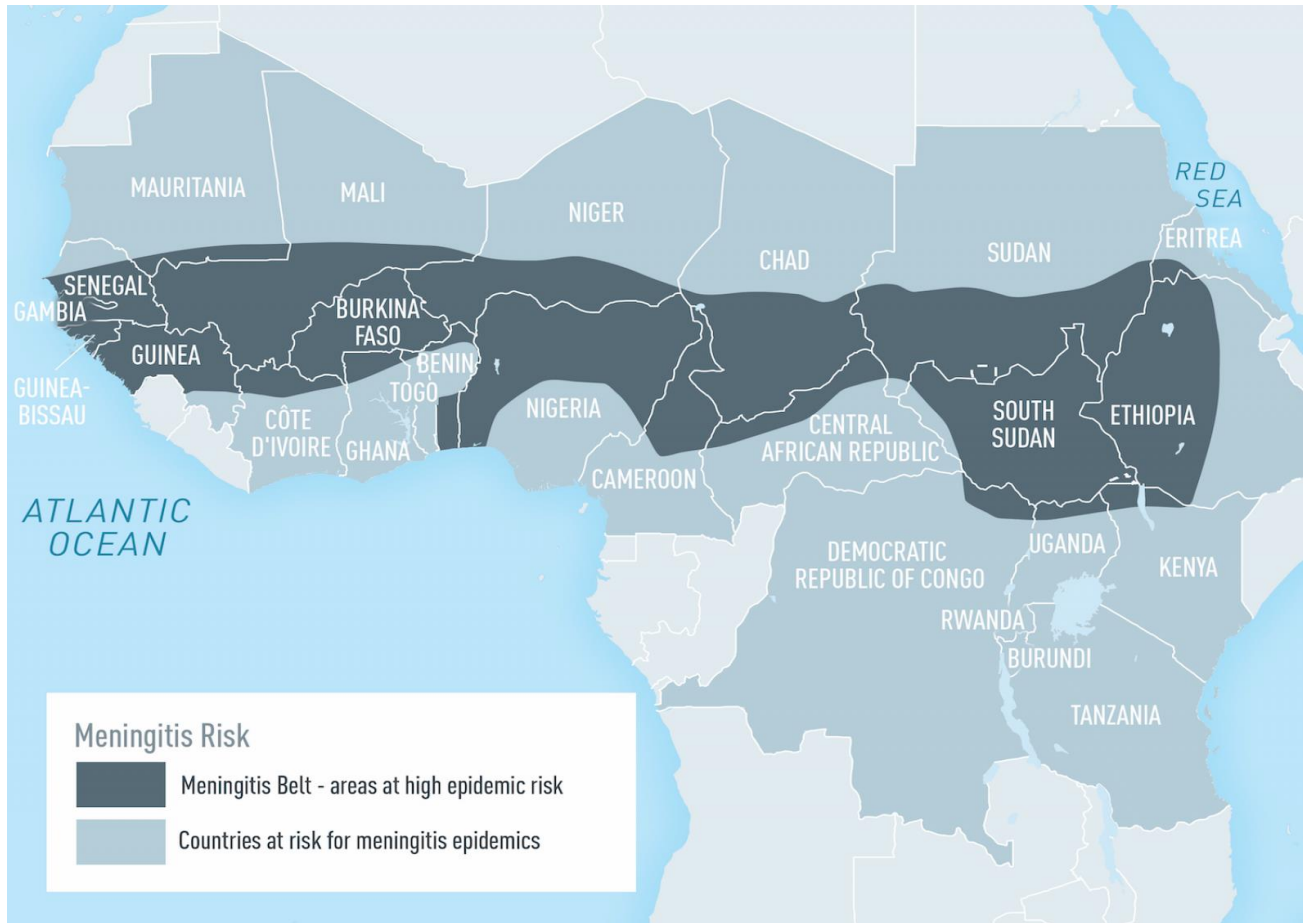 MAURITANIA
MALI
NIGER
CHAD
SUDAN
RED
SEA
ERITREA
SENEGAL
GAMBIA
BURKINA
FASO
GUINEA
GUINEA-
BISSAU
BENIN
TOGO
CÔTE
D'IVOIRE
GHANA
NIGERIA
CAMEROON
CENTRAL
AFRICAN REPUBLIC
SOUTH
SUDAN
ETHIOPIA
ATLANTIC
OCEAN
DEMOCRATIC
REPUBLIC OF CONGO
UGANDA
KENYA
RWANDA
BURUNDI
TANZANIA
Meningitis Risk
Meningitis Belt - areas at high epidemic risk
Countries at risk for meningitis epidemics